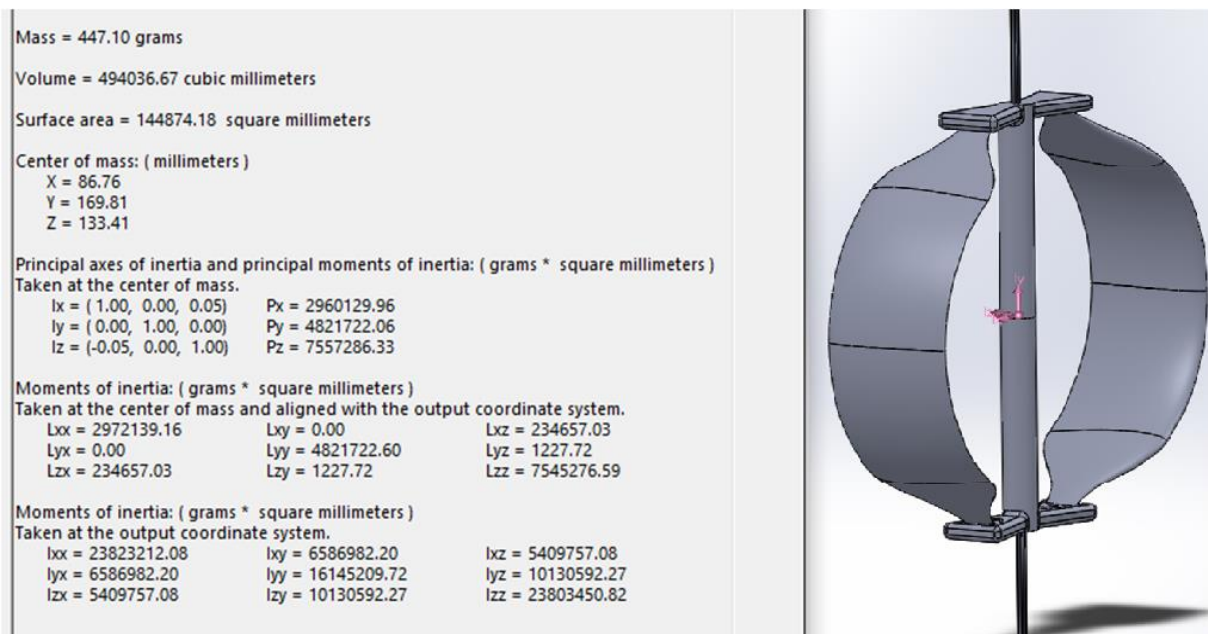 Mass = 447.10 grams
Volume = 494036.67 cubic millimeters
Surface area = 144874.18 square millimeters
Center of mass: ( millimeters )
X = 86.76
Y = 169.81
Z = 133.41
Principal axes of inertia and principal moments of inertia: ( grams * square millimeters )
Taken at the center of mass.
Ix = ( 1.00, 0.00, 0.05) Px = 2960129.96
Iy = ( 0.00, 1.00, 0.00) Py = 4821722.06
Iz = (-0.05, 0.00, 1.00) Pz = 7557286.33
Moments of inertia: ( grams * square millimeters )
Taken at the center of mass and aligned with the output coordinate system.
Lxx = 2972139.16 Lxy = 0.00 Lxz = 234657.03
Lyx = 0.00 Lyy = 4821722.60 Lyz = 1227.72
Lzx = 234657.03 Lzy = 1227.72 Lzz = 7545276.59
Moments of inertia: ( grams * square millimeters )
Taken at the output coordinate system.
Ixx = 23823212.08 Ixy = 6586982.20 Ixz = 5409757.08
Iyx = 6586982.20 Iyy = 16145209.72 Iyz = 10130592.27
Izx = 5409757.08 Izy = 10130592.27 Izz = 23803450.82